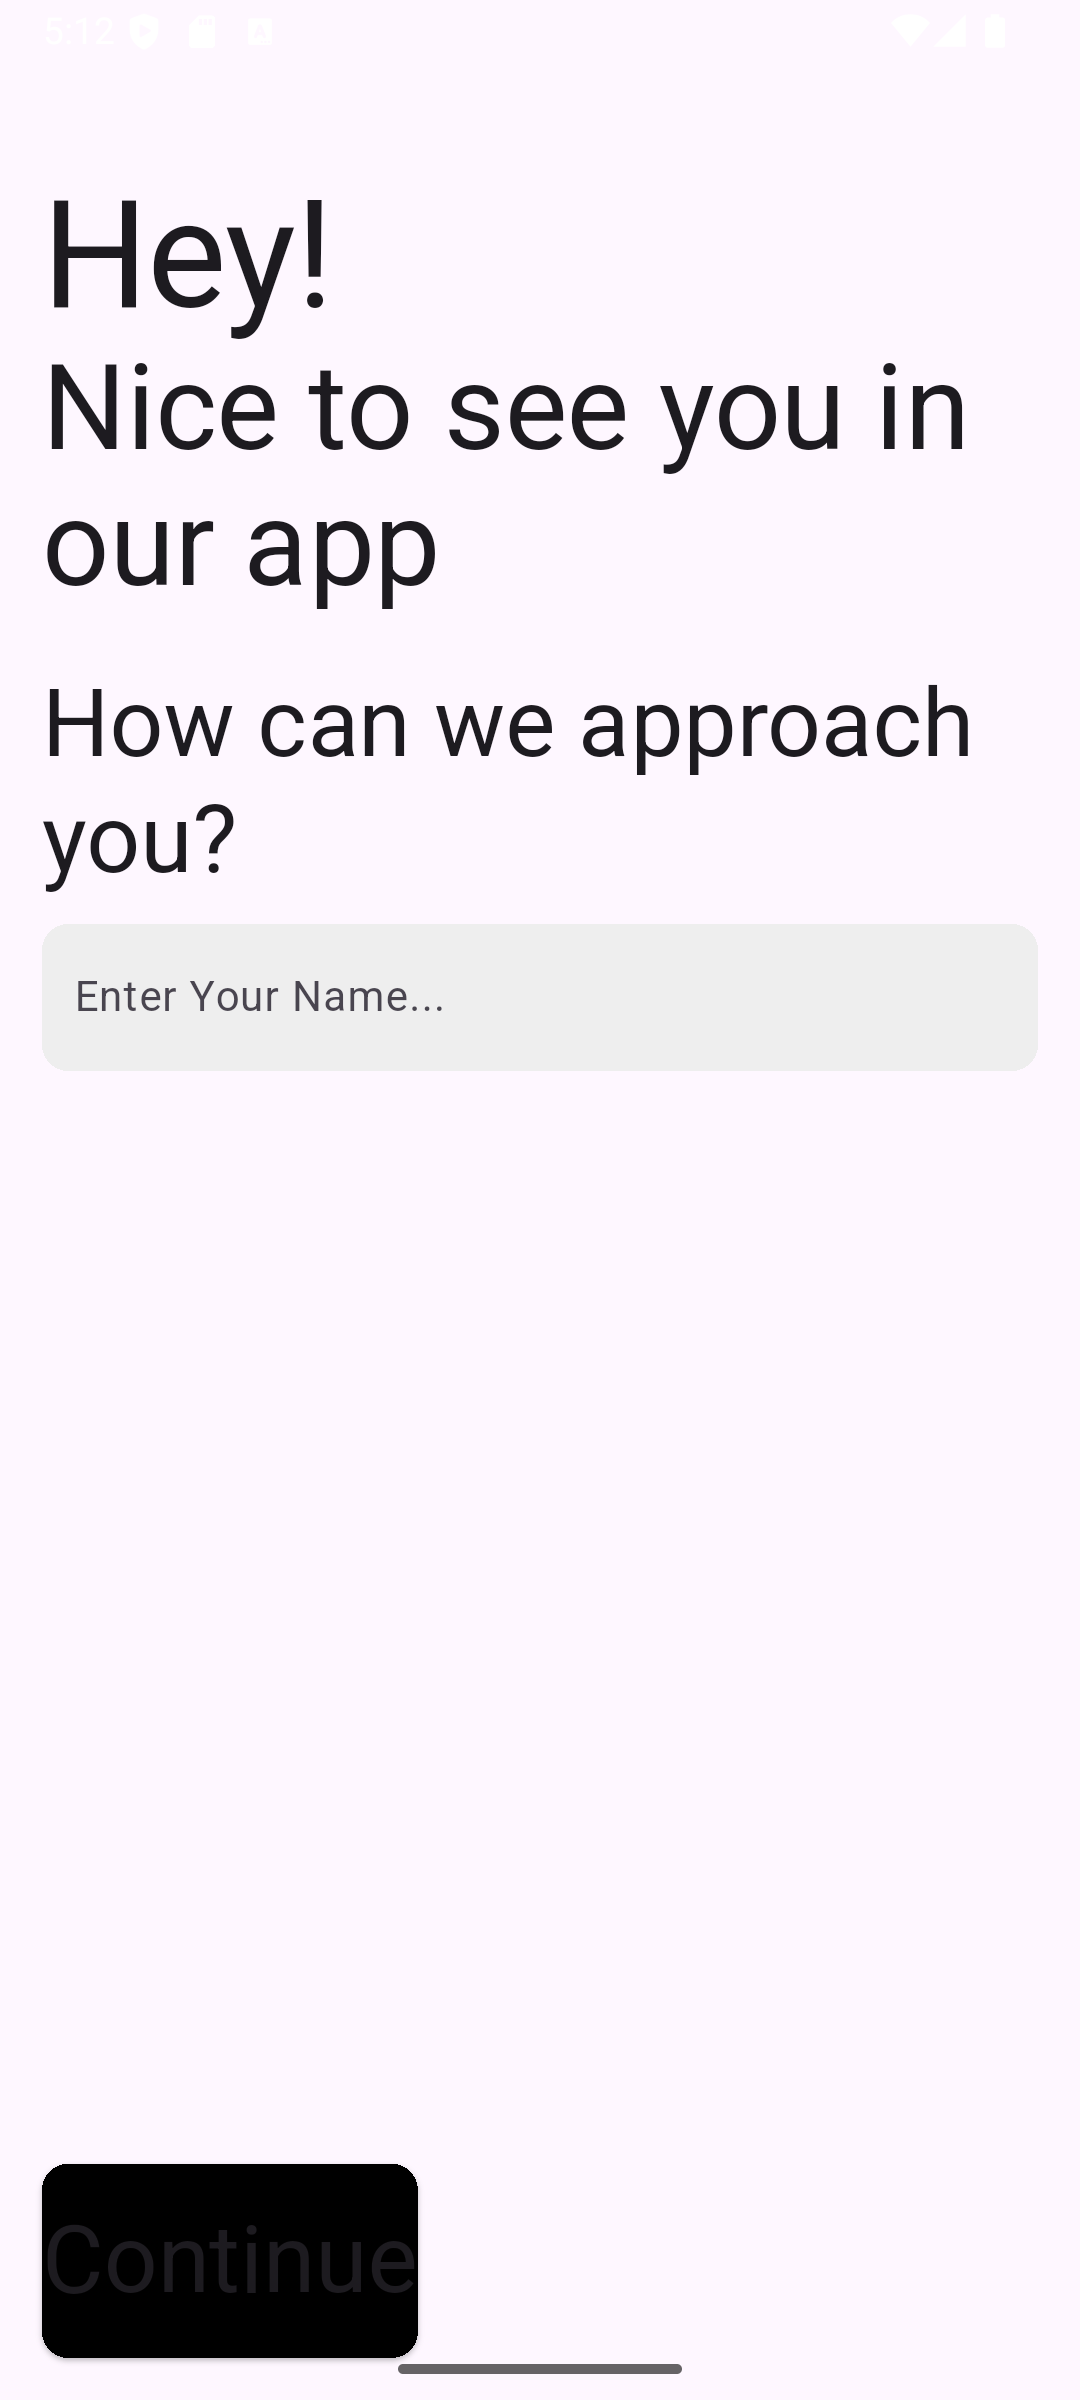 5:12
Hey!
Nice to see you in
our app
How can we approach
you?
Enter Your Name...
Continue